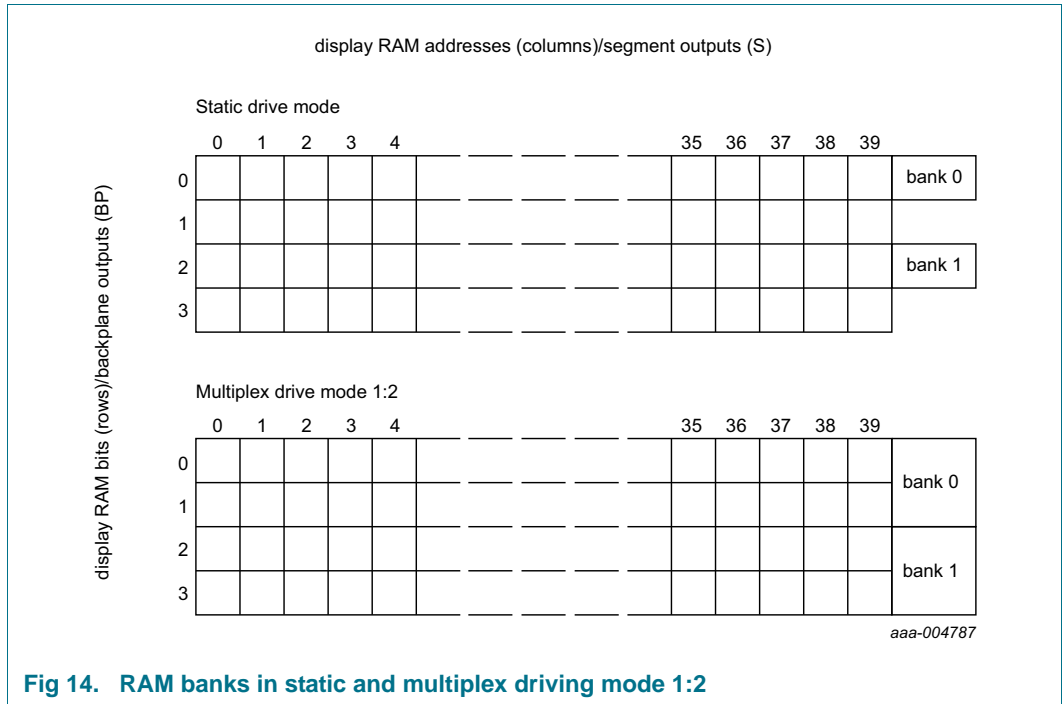 display RAM addresses (columns)/segment outputs (S)
display RAM bits (rows)/backplane outputs (BP)
Static drive mode
0 1 2 3 4 35 36 37 38 39
0 bank 0
1
2 bank 1
3
Multiplex drive mode 1:2
0 1 2 3 4 35 36 37 38 39
0
bank 0
1
2
bank 1
3
aaa-004787
Fig 14. RAM banks in static and multiplex driving mode 1:2